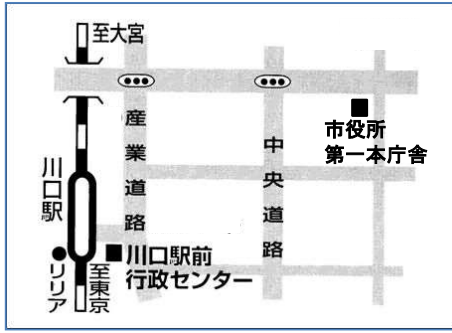 至大宮
産業道路
中央道路
市役所
第一本庁舎
川口駅
川口駅前
行政センター
リリア
至東京